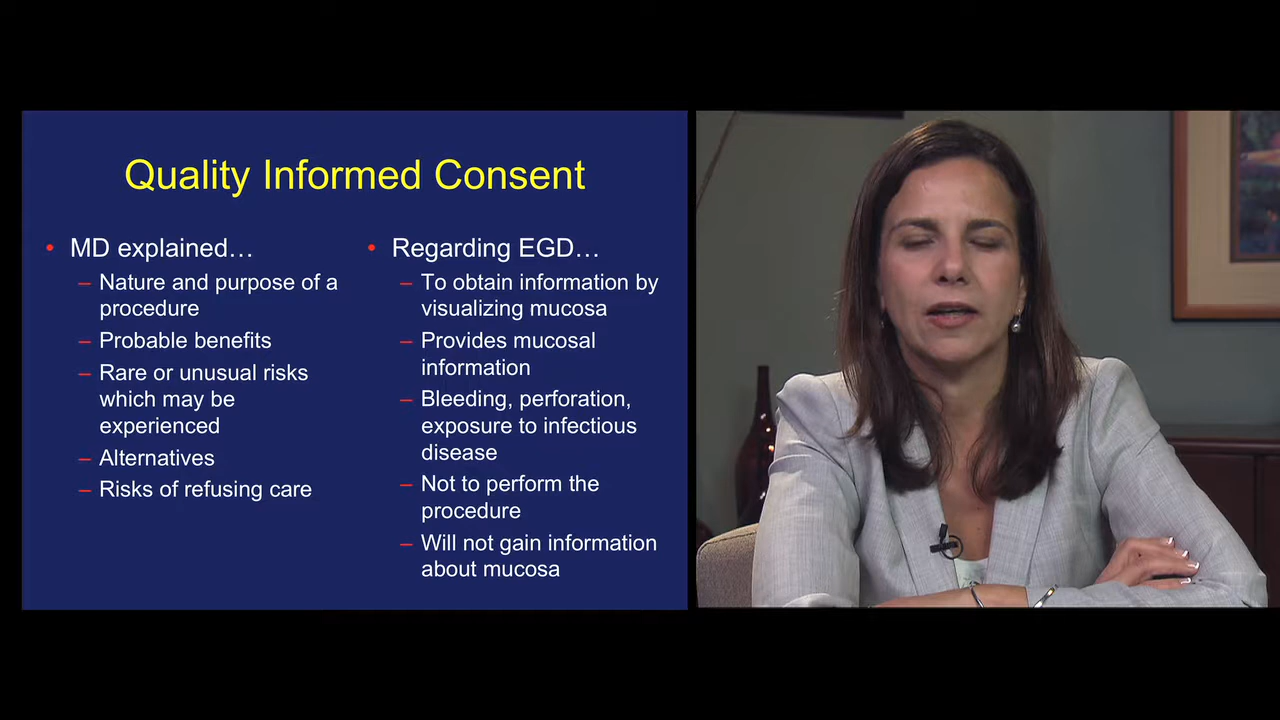 Quality Informed Consent
• MD explained…
– Nature and purpose of a
procedure
– Probable benefits
– Rare or unusual risks
which may be
experienced
– Alternatives
– Risks of refusing care
• Regarding EGD…
– To obtain information by
visualizing mucosa
– Provides mucosal
information
– Bleeding, perforation,
exposure to infectious
disease
– Not to perform the
procedure
– Will not gain information
about mucosa